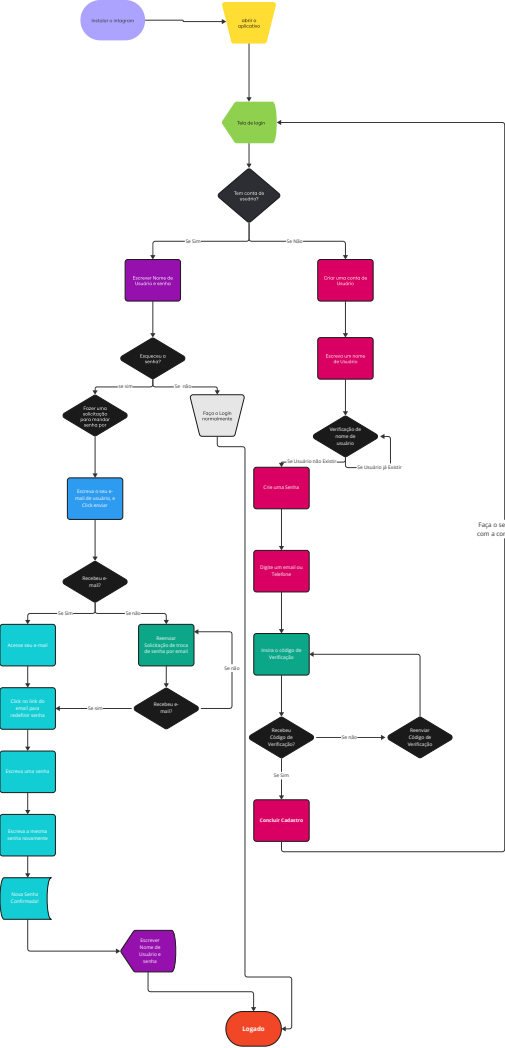 Instalar o intagram
abrir o
aplicativo
Tela de login
Tem conta de
usuário?
Se Sim
Se Não
Escrever Nome de
Usuário e senha
Criar uma conta de
Usuário
Esqueceu a
senha?
Escreva um nome
de Usuário
se sim
Se não
Fazer uma
solicitação
para mandar
senha por
Faça o Login
normalmente
Verificação de
nome de
usuário
Se Usuário não Existir
Se Usuário já Existir
Escreva o seu e-
mail de usuário, e
Click enviar
Crie uma Senha
Faça o se
com a co
Recebeu e-
mail?
Digite um email ou
Telefone
Se Sim
Se não
Acesse seu e-mail
Reenviar
Solicitação de troca
de senha por email
Insira o código de
Verificação
Se não
Click no link do
email para
redefinir senha
Se sim
Recebeu e-
mail?
Recebeu
Código de
Verificação?
Se não
Reenviar
Código de
Verificação
Escreva uma senha
Se Sim
Escreva a mesma
senha novamente
Concluir Cadastro
Nova Senha
Confirmada!
Escrever
Nome de
Usuário e
senha
Logado